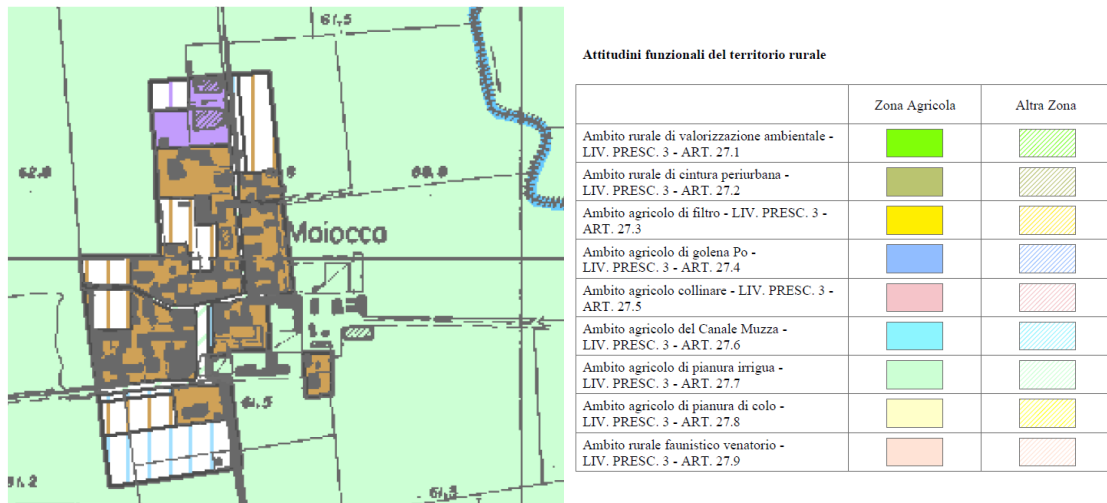 61,5
62.8
60.8
Maiocca
61.5
61.2
61.5
Attitudini funzionali del territorio rurale
Zona Agricola
Altra Zona
Ambito rurale di valorizzazione ambientale -
LIV. PRESC. 3 - ART. 27.1
Ambito rurale di cintura periurbana -
LIV. PRESC. 3 - ART. 27.2
Ambito agricolo di filtro - LIV. PRESC. 3 -
ART. 27.3
Ambito agricolo di golena Po -
LIV. PRESC. 3 - ART. 27.4
Ambito agricolo collinare - LIV. PRESC. 3 -
ART. 27.5
Ambito agricolo del Canale Muzza -
LIV. PRESC. 3 - ART. 27.6
Ambito agricolo di pianura irrigua -
LIV. PRESC. 3 - ART. 27.7
Ambito agricolo di pianura di colo -
LIV. PRESC. 3 - ART. 27.8
Ambito rurale faunistico venatorio -
LIV. PRESC. 3 - ART. 27.9